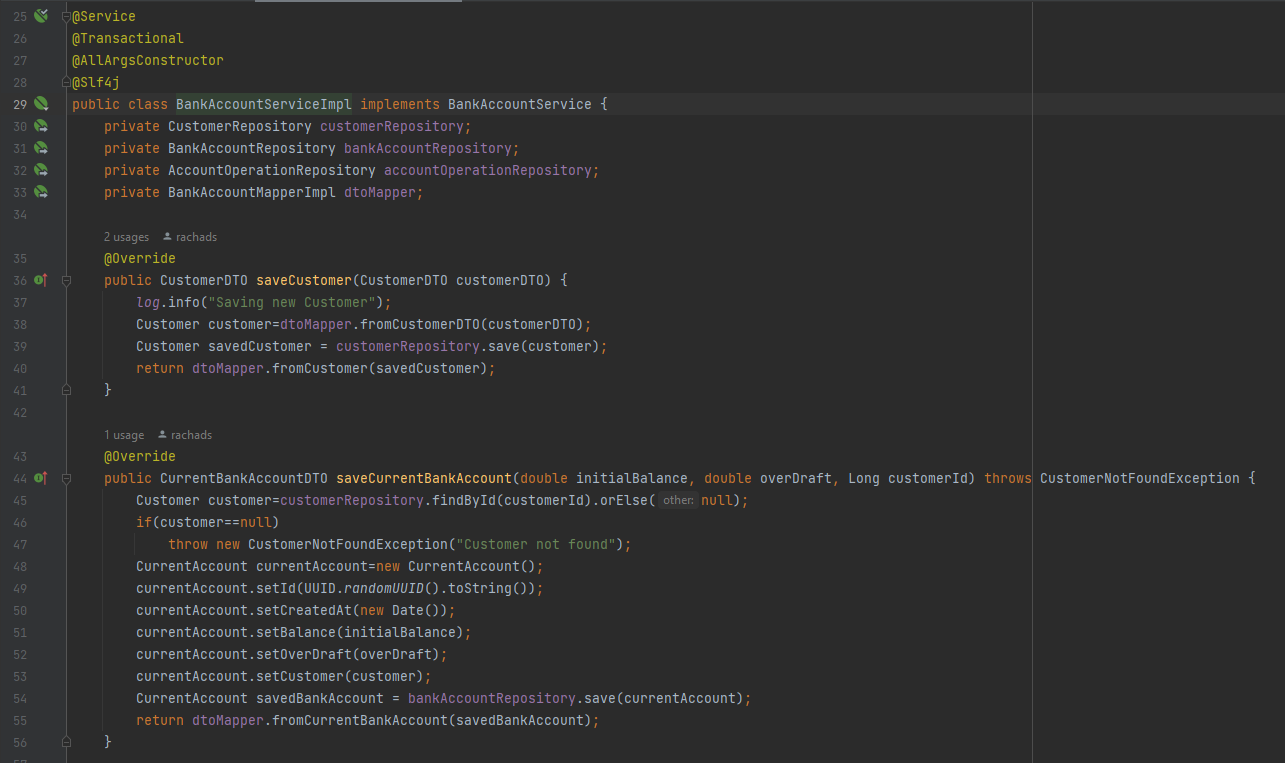 25 @Service
26 @Transactional
27 @AllArgsConstructor
28 @Slf4j
29 public class BankAccountServiceImpl implements BankAccountService {
30     private CustomerRepository customerRepository;
31     private BankAccountRepository bankAccountRepository;
32     private AccountOperationRepository accountOperationRepository;
33     private BankAccountMapperImpl dtoMapper;
34
2 usages rachads
35     @Override
36     public CustomerDTO saveCustomer(CustomerDTO customerDTO) {
37         log.info("Saving new Customer");
38         Customer customer=dtoMapper.fromCustomerDTO(customerDTO);
39         Customer savedCustomer = customerRepository.save(customer);
40         return dtoMapper.fromCustomer(savedCustomer);
41     }
42
1 usage rachads
43     @Override
44     public CurrentBankAccountDTO saveCurrentBankAccount(double initialBalance, double overDraft, Long customerId) throws CustomerNotFoundException {
45         Customer customer=customerRepository.findById(customerId).orElse( other: null);
46         if(customer==null)
47             throw new CustomerNotFoundException("Customer not found");
48         CurrentAccount currentAccount=new CurrentAccount();
49         currentAccount.setId(UUID.randomUUID().toString());
50         currentAccount.setCreatedAt(new Date());
51         currentAccount.setBalance(initialBalance);
52         currentAccount.setOverDraft(overDraft);
53         currentAccount.setCustomer(customer);
54         CurrentAccount savedBankAccount = bankAccountRepository.save(currentAccount);
55         return dtoMapper.fromCurrentBankAccount(savedBankAccount);
56     }